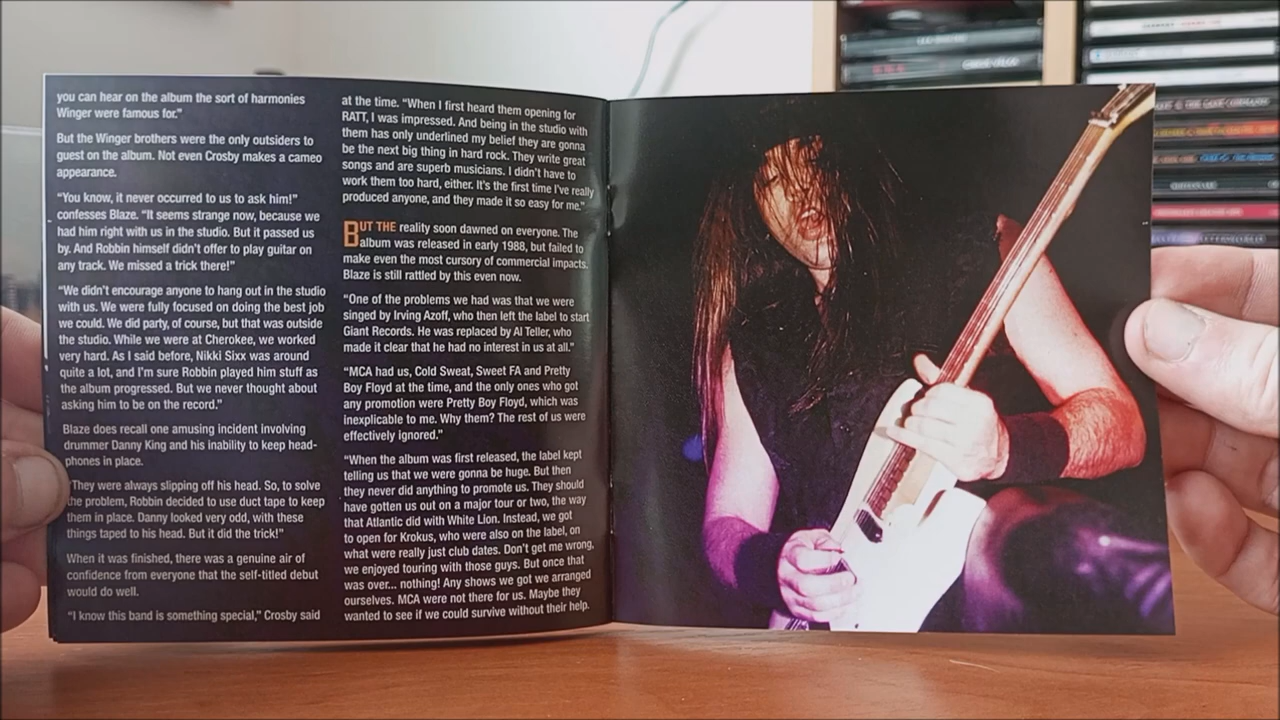 you can hear on the album the sort of harmonies
Winger were famous for."
But the Winger brothers were the only outsiders to
guest on the album. Not even Crosby makes a cameo
appearance.
"You know, it never occurred to us to ask him!"
confesses Blaze. "It seems strange now, because we
had him right with us in the studio. But it passed us
by. And Robbin himself didn't offer to play guitar on
any track. We missed a trick there!"
"We didn't encourage anyone to hang out in the studio
with us. We were fully focused on doing the best job
we could. We did party, of course, but that was outside
the studio. While we were at Cherokee, we worked
very hard. As I said before, Nikki Sixx was around
quite a lot, and I'm sure Robbin played him stuff as
the album progressed. But we never thought about
asking him to be on the record."
Blaze does recall one amusing incident involving
drummer Danny King and his inability to keep head-
phones in place.
"They were always slipping off his head. So, to solve
the problem, Robbin decided to use duct tape to keep
them in place. Danny looked very odd, with these
things taped to his head. But it did the trick!"
When it was finished, there was a genuine air of
confidence from everyone that the self-titled debut
would do well.
"I know this band is something special," Crosby said
at the time. "When I first heard them opening for
RATT, I was impressed. And being in the studio with
them has only underlined my belief they are gonna
be the next big thing in hard rock. They write great
songs and are superb musicians. I didn't have to
work them too hard, either. It's the first time I've really
produced anyone, and they made it so easy for me."
BUT THE reality soon dawned on everyone. The
album was released in early 1988, but failed to
make even the most cursory of commercial impacts.
Blaze is still rattled by this even now.
"One of the problems we had was that we were
singed by Irving Azoff, who then left the label to start
Giant Records. He was replaced by Al Teller, who
made it clear that he had no interest in us at all."
"MCA had us, Cold Sweat, Sweet FA and Pretty
Boy Floyd at the time, and the only ones who got
any promotion were Pretty Boy Floyd, which was
inexplicable to me. Why them? The rest of us were
effectively ignored."
"When the album was first released, the label kept
telling us that we were gonna be huge. But then
they never did anything to promote us. They should
have gotten us out on a major tour or two, the way
that Atlantic did with White Lion. Instead, we got
to open for Krokus, who were also on the label, on
what were really just club dates. Don't get me wrong,
we enjoyed touring with those guys. But once that
was over... nothing! Any shows we got we arranged
ourselves. MCA were not there for us. Maybe they
wanted to see if we could survive without their help.